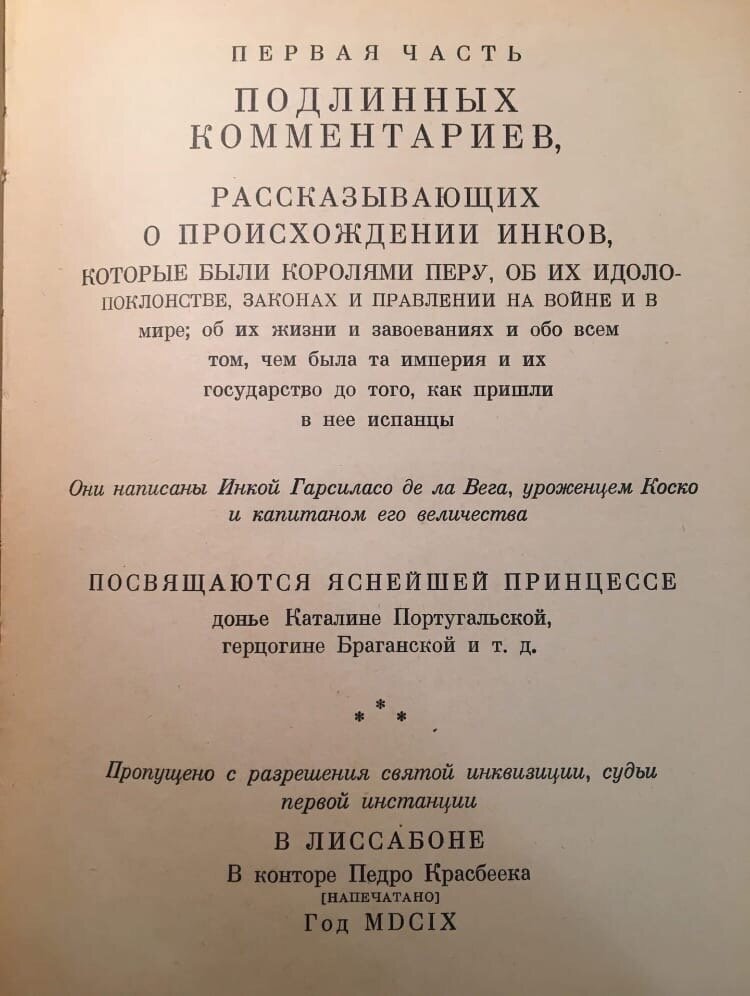 ПЕРВАЯ ЧАСТЬ
ПОДЛИННЫХ
КОММЕНТАРИЕВ,
РАССКАЗЫВАЮЩИХ
О ПРОИСХОЖДЕНИИ ИНКОВ,
КОТОРЫЕ БЫЛИ КОРОЛЯМИ ПЕРУ, ОБ ИХ ИДОЛО-
ПОКЛОНСТВЕ, ЗАКОНАХ И ПРАВЛЕНИИ НА ВОЙНЕ И В
мире; об их жизни и завоеваниях и обо всем
том, чем была та империя и их
государство до того, как пришли
в нее испанцы
Они написаны Инкой Гарсиласо де ла Вега, уроженцем Коско
и капитаном его величества
ПОСВЯЩАЮТСЯ ЯСНЕЙШЕЙ ПРИНЦЕССЕ
донье Каталине Португальской,
герцогине Браганской и т. д.
* * *
Пропущено с разрешения святой инквизиции, судьи
первой инстанции
В ЛИССАБОНЕ
В конторе Педро Красбеека
[НАПЕЧАТАНО]
Год MDCIX